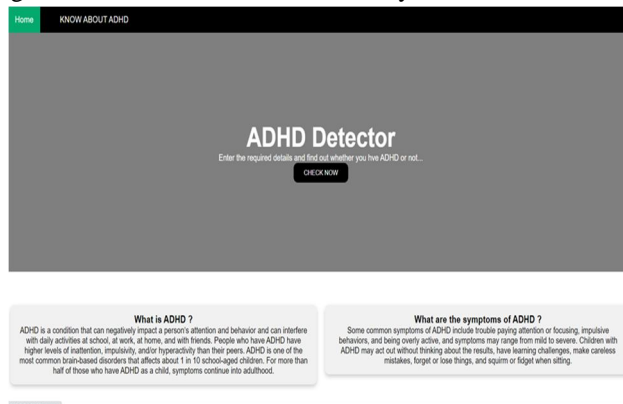 Home KNOW ABOUT ADHD
ADHD Detector
Enter the required details and find out whether you hve ADHD or not...
CHECK NOW
What is ADHD ?
ADHD is a condition that can negatively impact a person's attention and behavior and can interfere
with daily activities at school, at work, at home, and with friends. People who have ADHD have
higher levels of inattention, impulsivity, and/or hyperactivity than their peers. ADHD is one of the
most common brain-based disorders that affects about 1 in 10 school-aged children. For more than
half of those who have ADHD as a child, symptoms continue into adulthood.
What are the symptoms of ADHD ?
Some common symptoms of ADHD include trouble paying attention or focusing, impulsive
behaviors, and being overly active, and symptoms may range from mild to severe. Children with
ADHD may act out without thinking about the results, have learning challenges, make careless
mistakes, forget or lose things, and squirm or fidget when sitting.